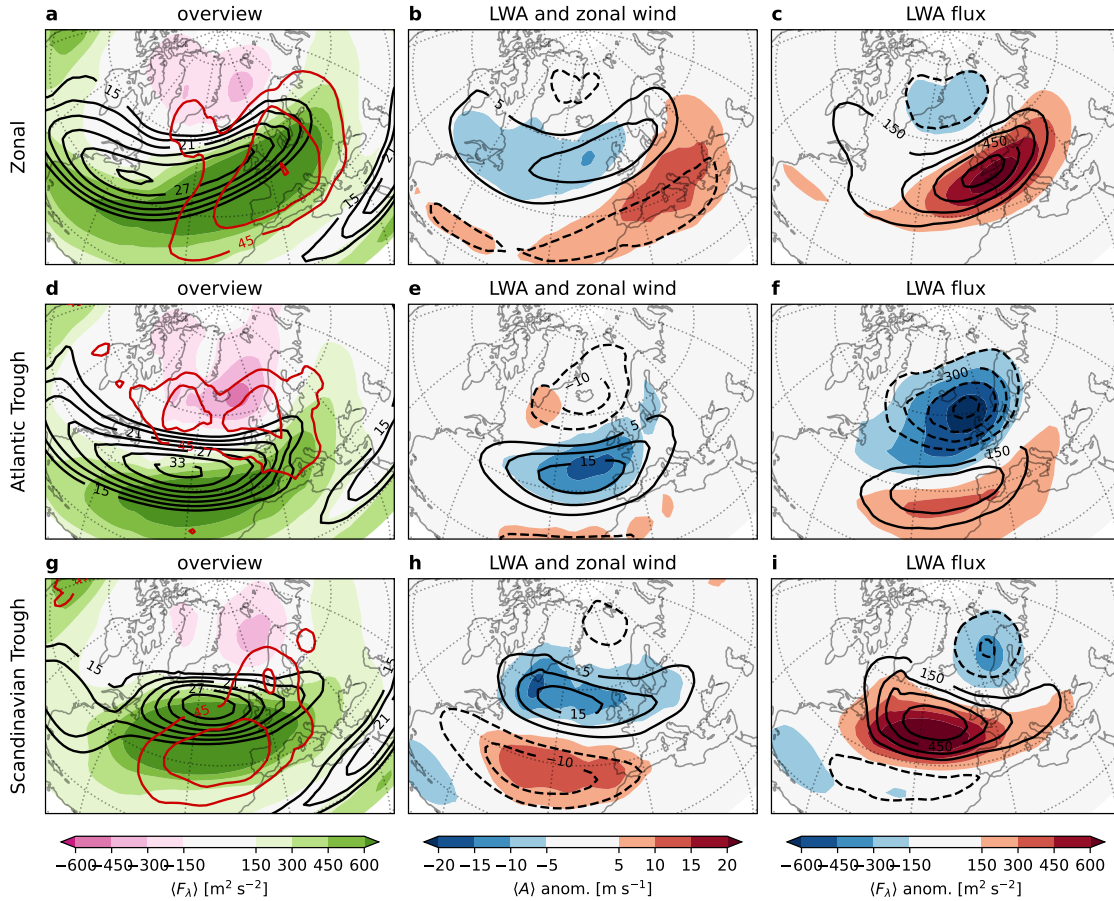 a overview
b LWA and zonal wind
c LWA flux
Zonal
15
21
27
45
15
5
150
450
d overview
e LWA and zonal wind
f LWA flux
Atlantic Trough
21
45
27
33
15
15
−10
5
15
300
150
g overview
h LWA and zonal wind
i LWA flux
Scandinavian Trough
15
27
45
15
21
5
15
−10
150
450
−600 −450 −300 −150 150 300 450 600
⟨Fλ⟩ [m² s⁻²]
−20 −15 −10 −5 5 10 15 20
⟨A⟩ anom. [m s⁻¹]
−600 −450 −300 −150 150 300 450 600
⟨Fλ⟩ anom. [m² s⁻²]